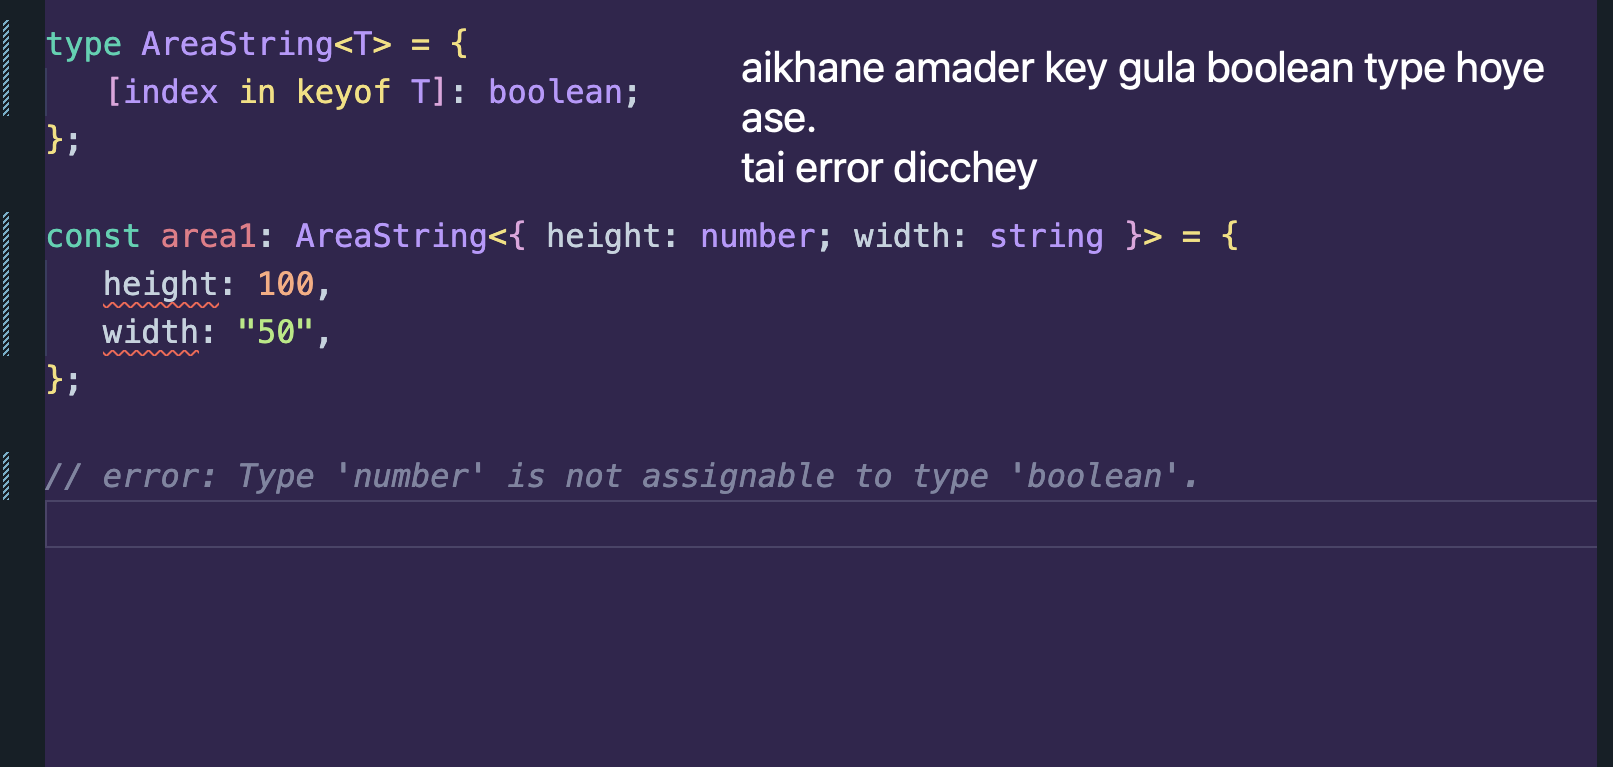 type AreaString<T> = {
[index in keyof T]: boolean;
};
aikhane amader key gula boolean type hoye
ase.
tai error dicchey
const area1: AreaString<{ height: number; width: string }> = {
height: 100,
width: "50",
};
// error: Type 'number' is not assignable to type 'boolean'.